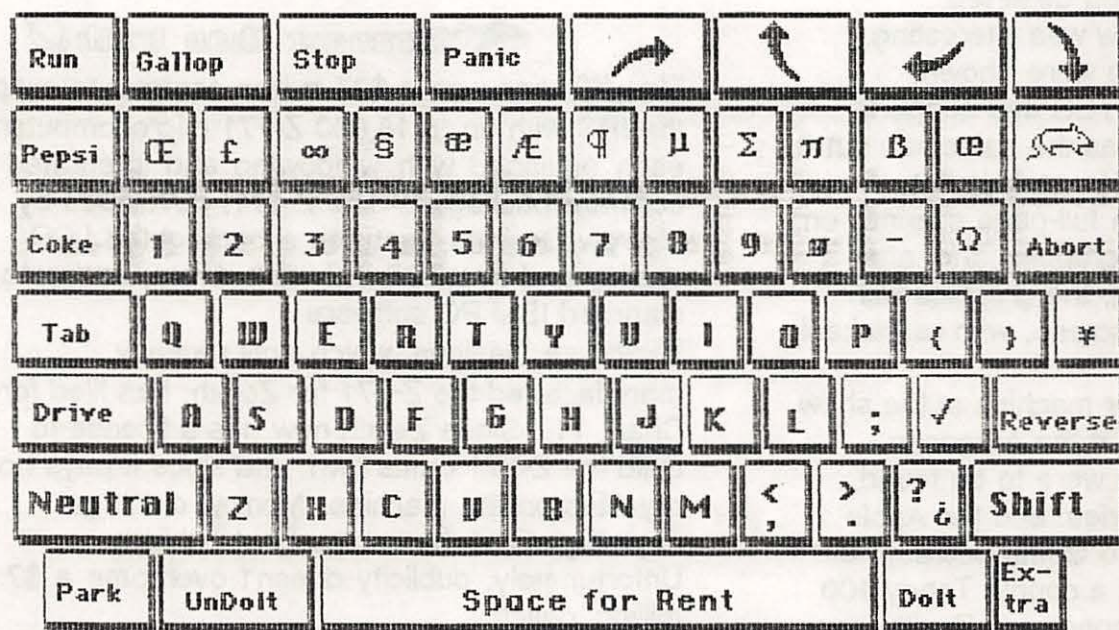 Run Gallop Stop Panic
Pepsi Œ £ ∞ § æ Æ ¶ µ Σ π ß œ
Coke 1 2 3 4 5 6 7 8 9 ø – Ω Abort
Tab Q W E R T Y U I O P { } ¥
Drive A S D F G H J K L ; √ Reverse
Neutral Z X C V B N M < , > . ? ¿ Shift
Park UnDoIt Space for Rent DoIt Ex-
tra